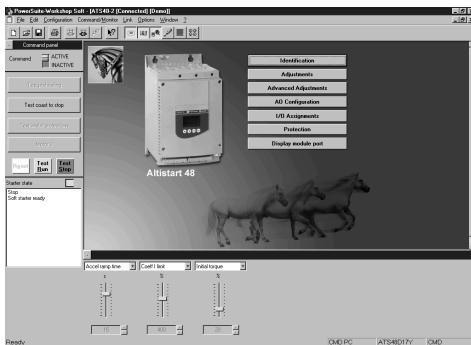 PowerSuite-Workshop Soft - [ATS48-2 (Connected) (Demo)]
File Edit Configuration Command/Monitor Link Options Window ?
Command panel
Command ACTIVE
INACTIVE
Test coast to stop
Test Run
Test Stop
Starter state
Stop
Soft starter ready
Altistart 48
Identification
Adjustments
Advanced Adjustments
AO Configuration
I/O Assignments
Protection
Display module port
Accel ramp time Coeff I limit Initial torque
s % %
15 400 20
Ready CMD PC ATS48D17Y CMD